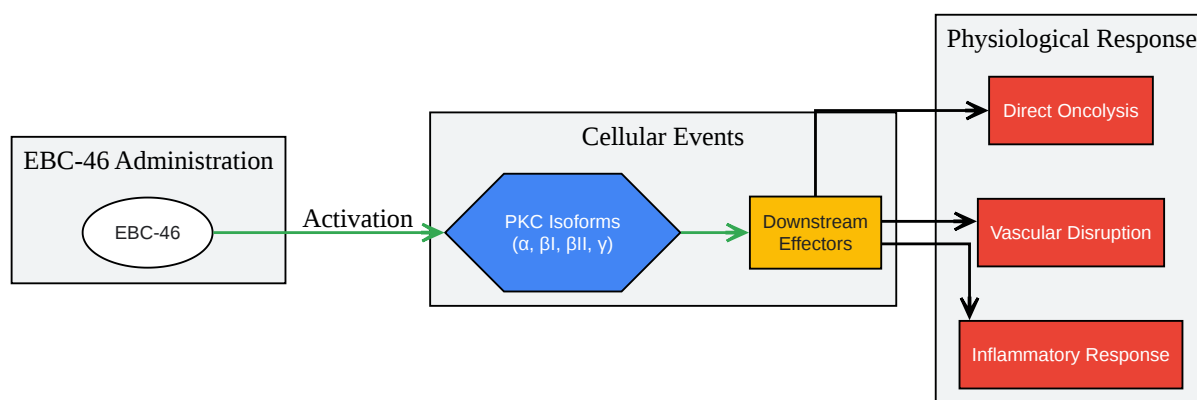 EBC-46 Administration
EBC-46
Activation
Cellular Events
PKC Isoforms
(α, βI, βII, γ)
Downstream
Effectors
Physiological Response
Direct Oncolysis
Vascular Disruption
Inflammatory Response